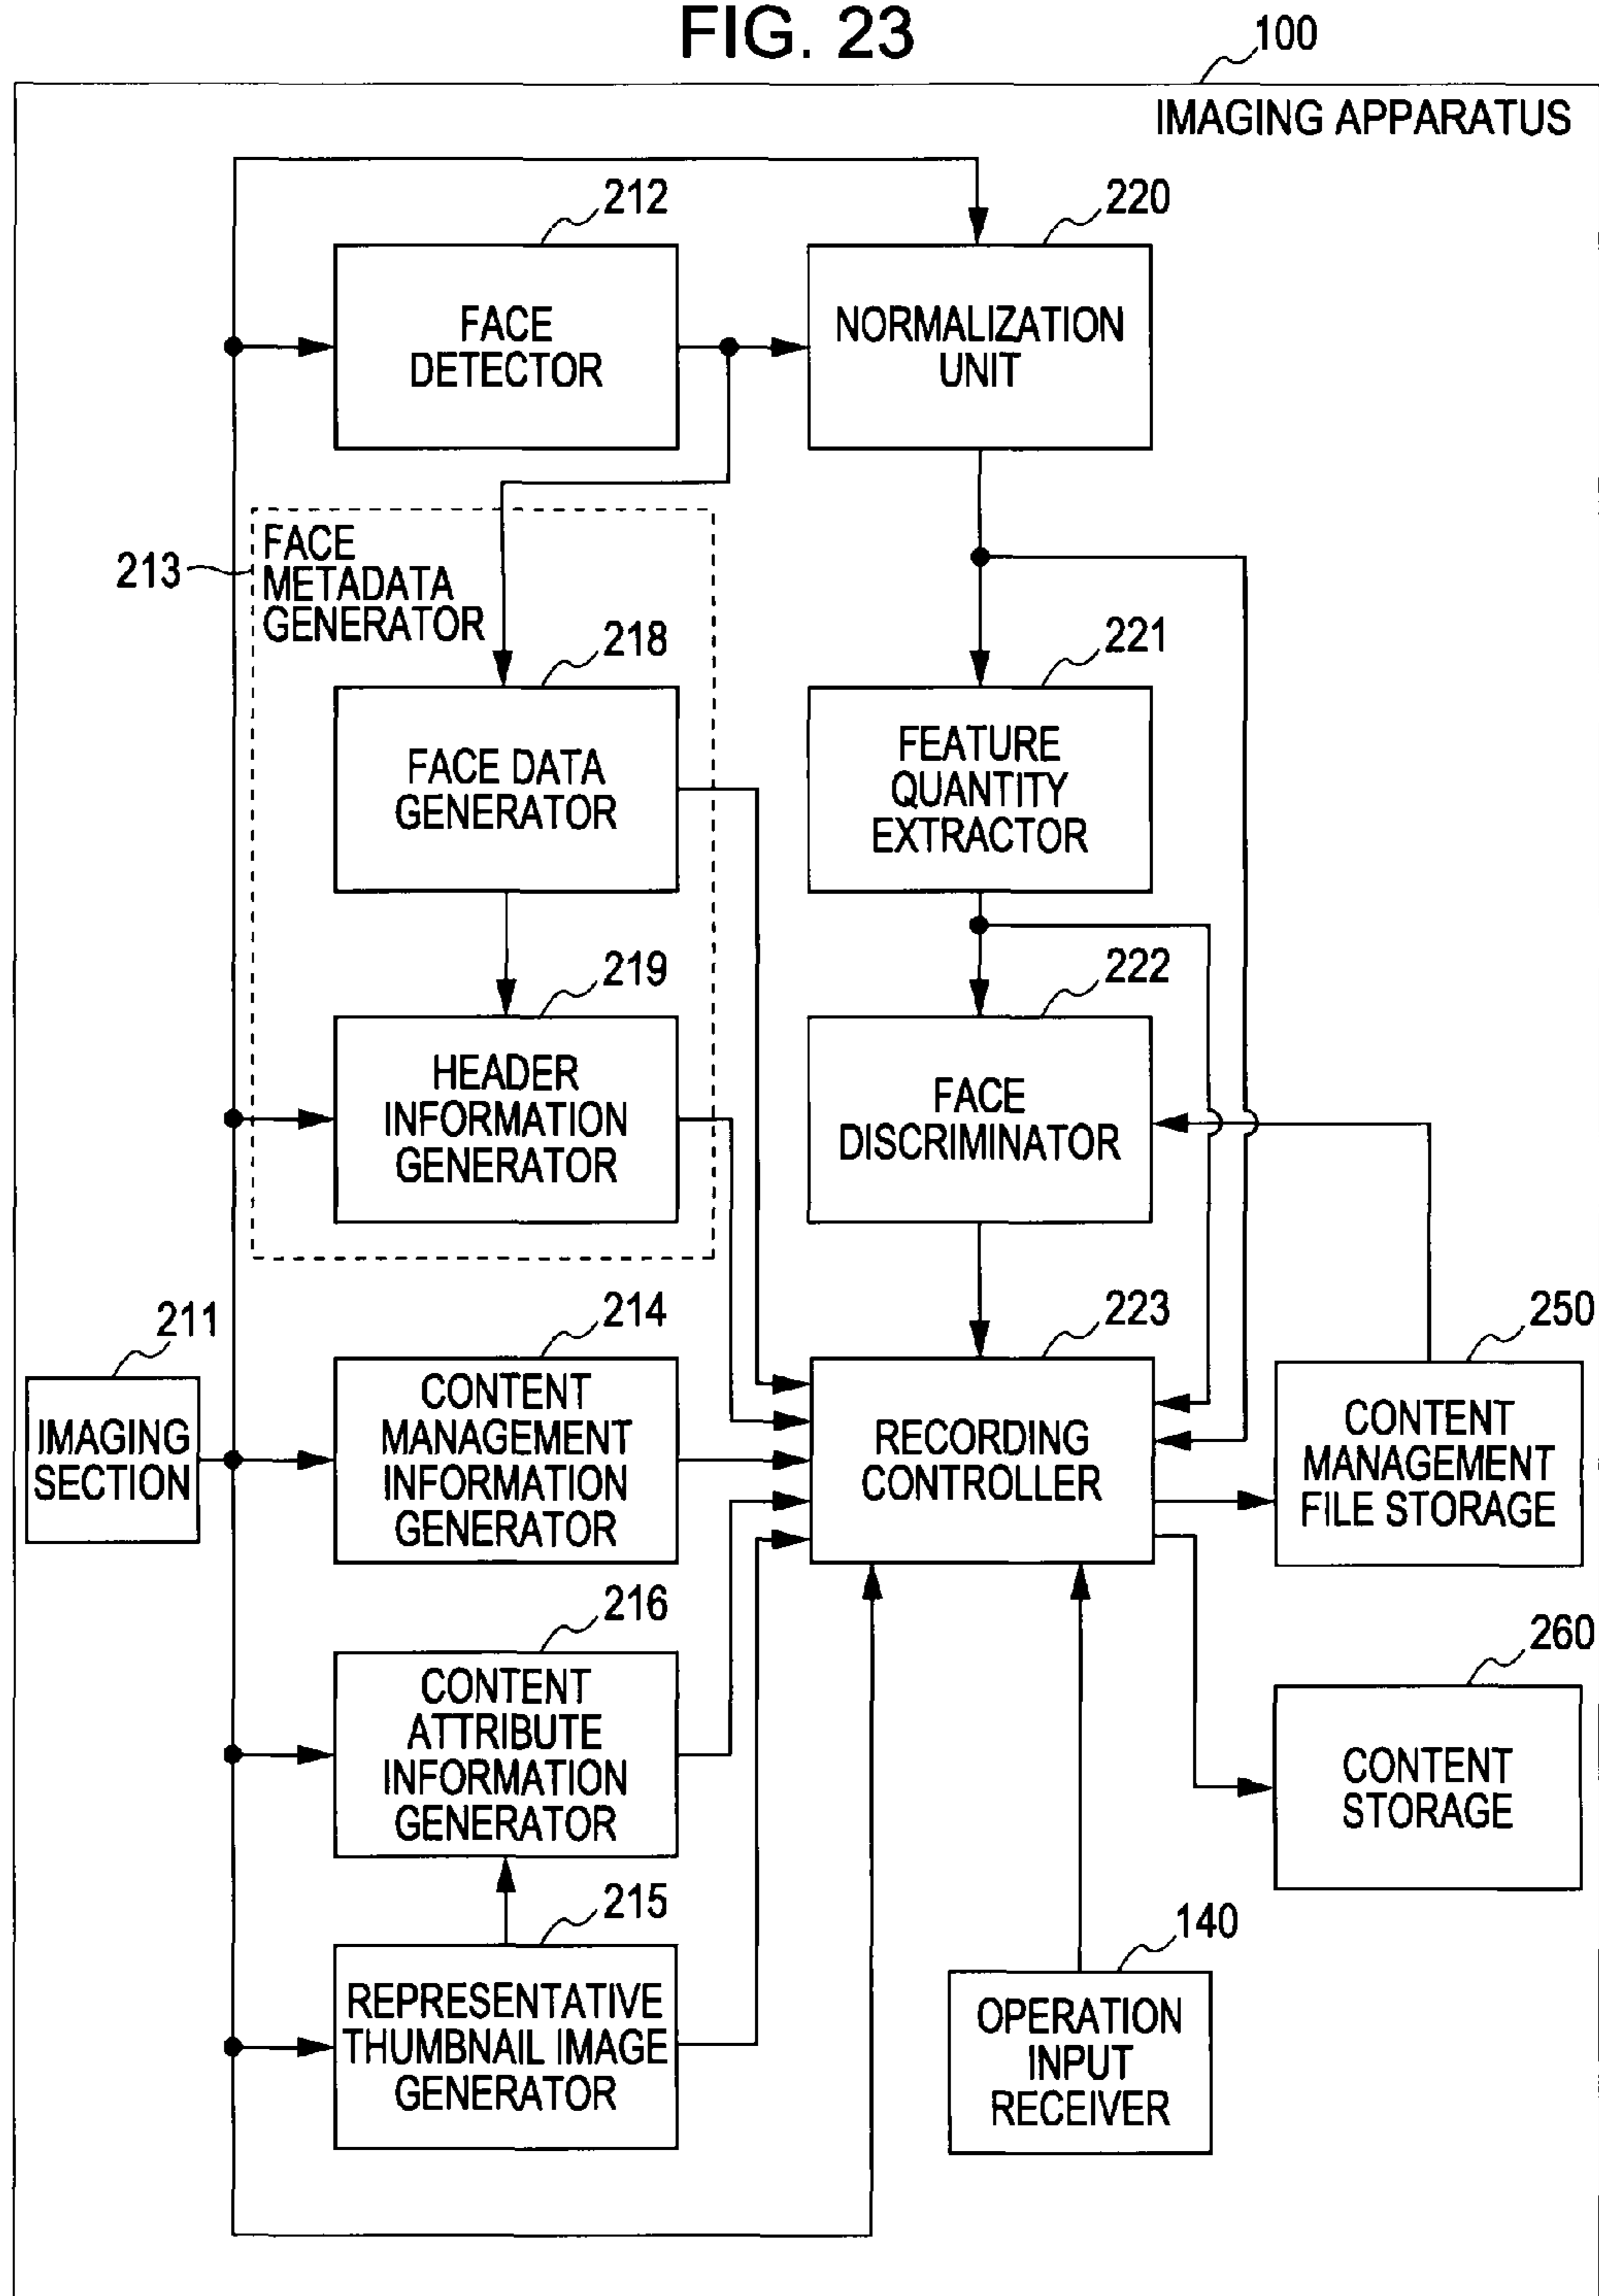 FIG. 23
100
IMAGING APPARATUS
212
FACE
DETECTOR
220
NORMALIZATION
UNIT
213
FACE
METADATA
GENERATOR
218
FACE DATA
GENERATOR
221
FEATURE
QUANTITY
EXTRACTOR
219
HEADER
INFORMATION
GENERATOR
222
FACE
DISCRIMINATOR
211
IMAGING
SECTION
214
CONTENT
MANAGEMENT
INFORMATION
GENERATOR
223
RECORDING
CONTROLLER
250
CONTENT
MANAGEMENT
FILE STORAGE
216
CONTENT
ATTRIBUTE
INFORMATION
GENERATOR
260
CONTENT
STORAGE
215
REPRESENTATIVE
THUMBNAIL IMAGE
GENERATOR
140
OPERATION
INPUT
RECEIVER